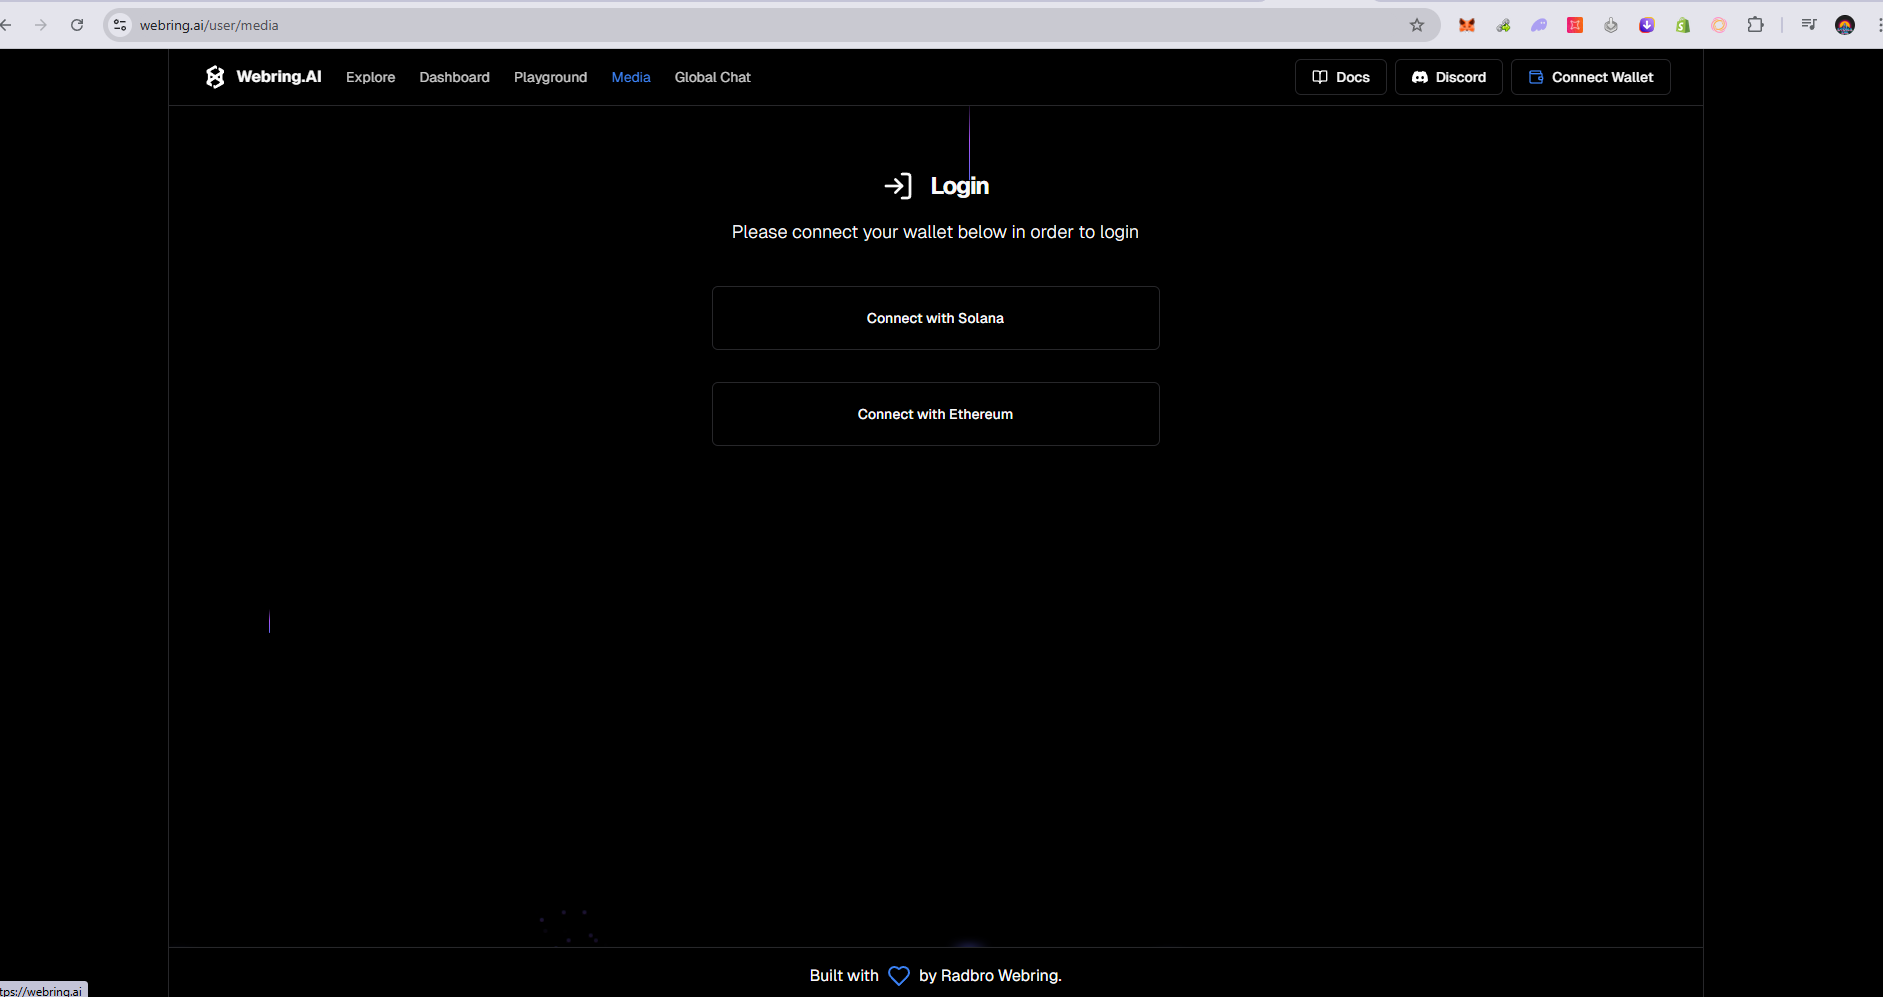 webring.ai/user/media
Webring.AI Explore Dashboard Playground Media Global Chat Docs Discord Connect Wallet
Login
Please connect your wallet below in order to login
Connect with Solana
Connect with Ethereum
Built with by Radbro Webring.
tps://webring.ai